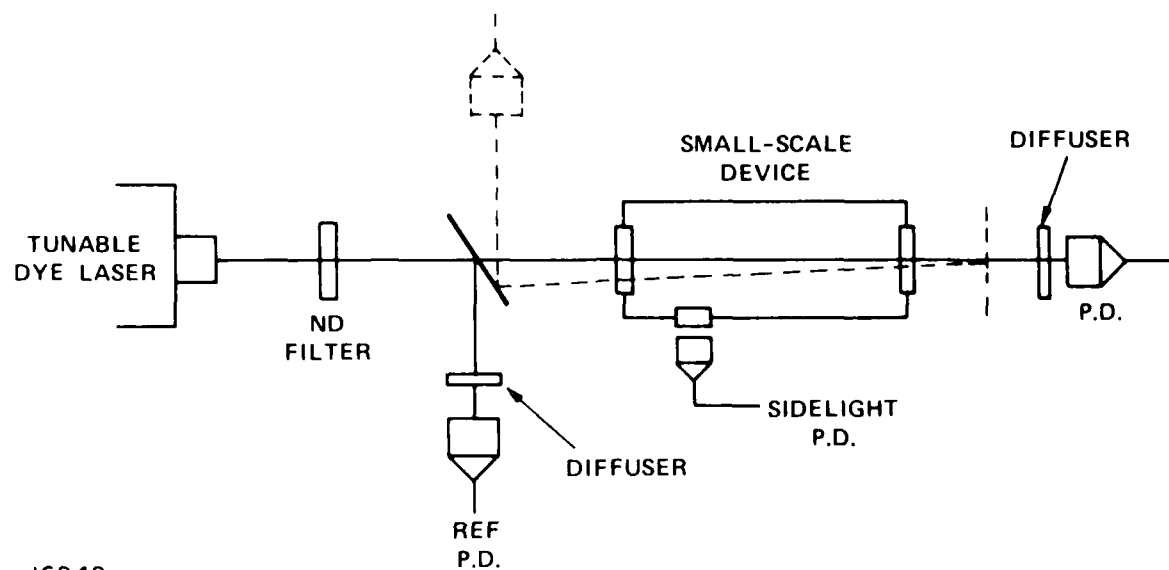 SMALL-SCALE
DEVICE
DIFFUSER
TUNABLE
DYE LASER
ND
FILTER
P.D.
SIDELIGHT
P.D.
DIFFUSER
REF
P.D.